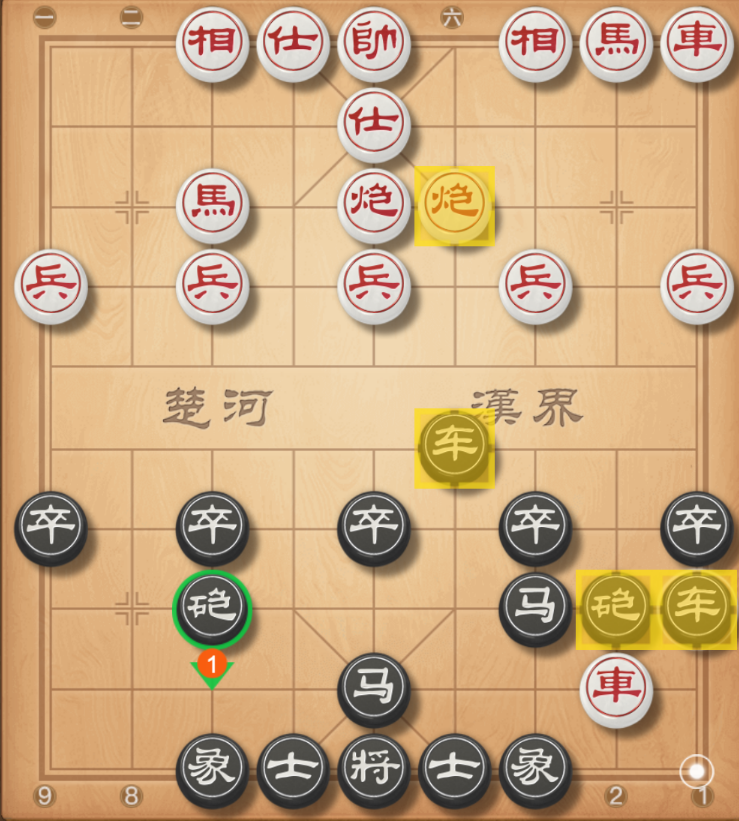 一 二 六
相 仕 帥 相 馬 車
仕
馬 炮 炮
兵 兵 兵 兵 兵
楚河 漢界
车
卒 卒 卒 卒 卒
砲 马 砲 车
1
马 車
象 士 将 士 象
9 8 2 1